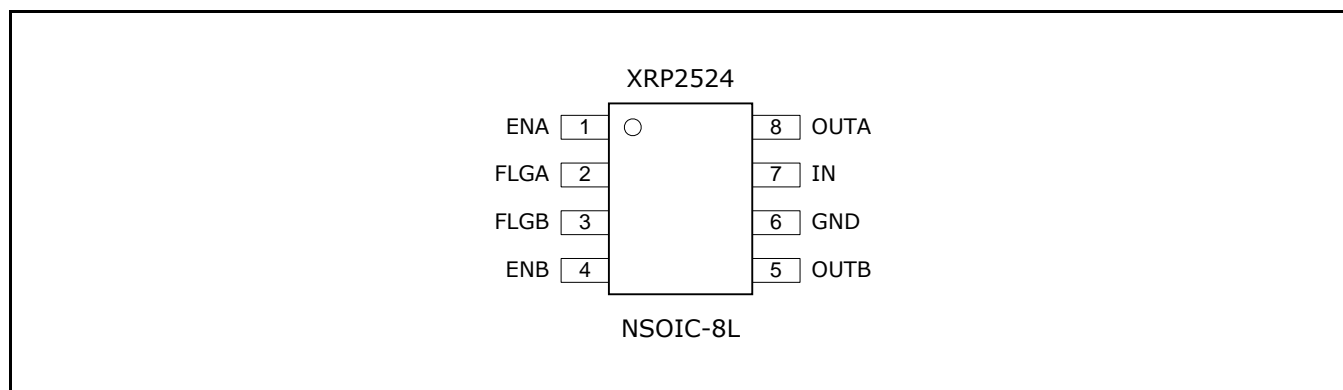 XRP2524
ENA 1 8 OUTA
FLGA 2 7 IN
FLGB 3 6 GND
ENB 4 5 OUTB
NSOIC-8L